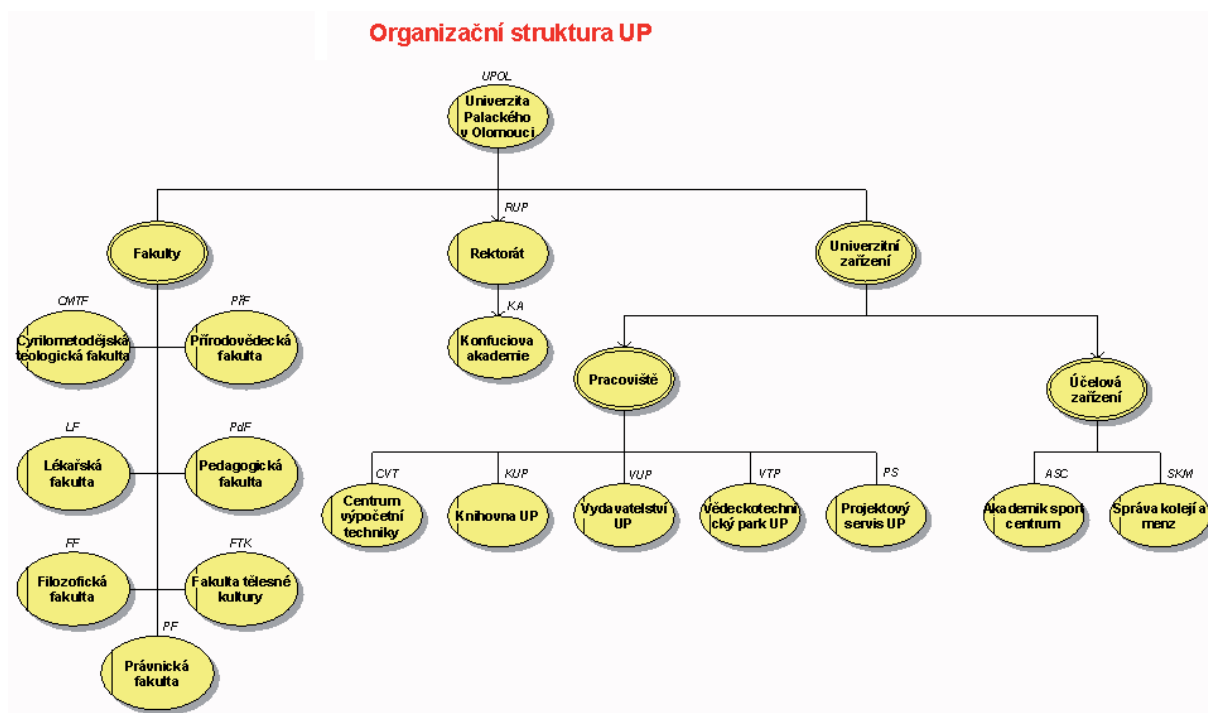 Organizační struktura UP
UPOL
Univerzita
Palackého
v Olomouci
RUP
Fakulty
Rektorát
Univerzitní
zařízení
CMTF
Cyrilometodějská
teologická fakulta
PřF
Přírodovědecká
fakulta
KA
Konfuciova
akademie
Pracoviště
Účelová
zařízení
LF
Lékařská
fakulta
PdF
Pedagogická
fakulta
CVT
Centrum
výpočetní
techniky
KUP
Knihovna UP
VUP
Vydavatelství
UP
VTP
Vědeckotechn
ický park UP
PS
Projektový
servis UP
ASC
Akademik sport
centrum
SKM
Správa kolejí a
menz
FF
Filozofická
fakulta
FTK
Fakulta tělesné
kultury
PF
Právnická
fakulta